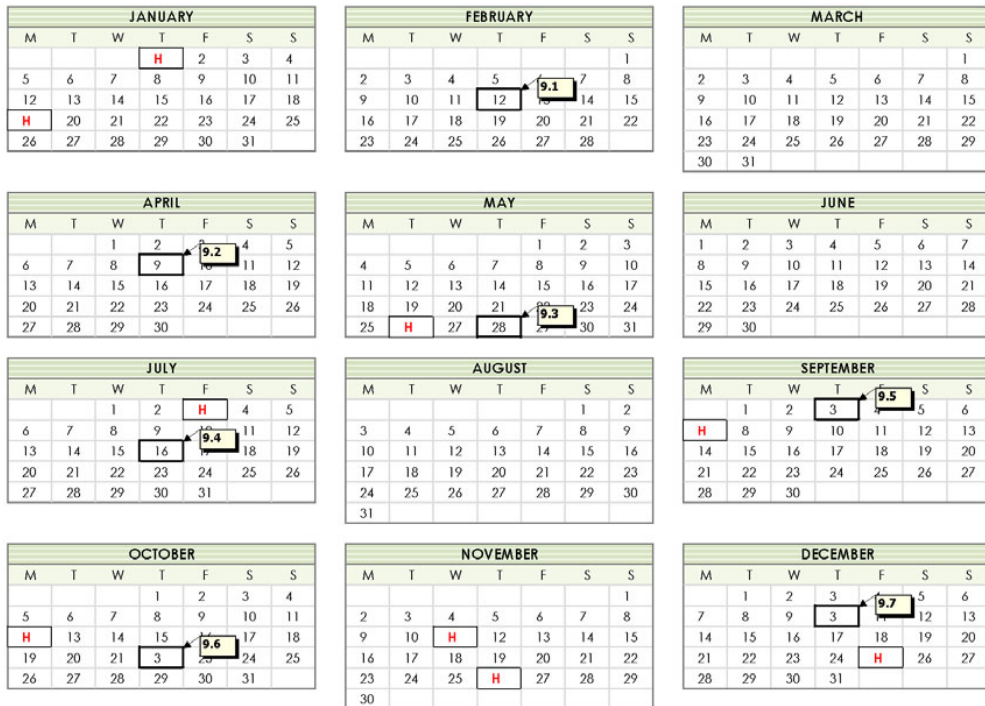 JANUARY
M T W T F S S
H 2 3 4
5 6 7 8 9 10 11
12 13 14 15 16 17 18
H 20 21 22 23 24 25
26 27 28 29 30 31
FEBRUARY
M T W T F S S
1
2 3 4 5 7 8
9.1
9 10 11 12 14 15
16 17 18 19 20 21 22
23 24 25 26 27 28
MARCH
M T W T F S S
1
2 3 4 5 6 7 8
9 10 11 12 13 14 15
16 17 18 19 20 21 22
23 24 25 26 27 28 29
30 31
APRIL
M T W T F S S
1 2 4 5
9.2
6 7 8 9 11 12
13 14 15 16 17 18 19
20 21 22 23 24 25 26
27 28 29 30
MAY
M T W T F S S
1 2 3
4 5 6 7 8 9 10
11 12 13 14 15 16 17
18 19 20 21 23 24
9.3
25 H 27 28 30 31
JUNE
M T W T F S S
1 2 3 4 5 6 7
8 9 10 11 12 13 14
15 16 17 18 19 20 21
22 23 24 25 26 27 28
29 30
JULY
M T W T F S S
1 2 H 4 5
6 7 8 9 11 12
9.4
13 14 15 16 18 19
20 21 22 23 24 25 26
27 28 29 30 31
AUGUST
M T W T F S S
1 2
3 4 5 6 7 8 9
10 11 12 13 14 15 16
17 18 19 20 21 22 23
24 25 26 27 28 29 30
31
SEPTEMBER
M T W T S S
9.5
1 2 3 5 6
H 8 9 10 11 12 13
14 15 16 17 18 19 20
21 22 23 24 25 26 27
28 29 30
OCTOBER
M T W T F S S
1 2 3 4
5 6 7 8 9 10 11
H 13 14 15 17 18
9.6
19 20 21 3 24 25
26 27 28 29 30 31
NOVEMBER
M T W T F S S
1
2 3 4 5 6 7 8
9 10 H 12 13 14 15
16 17 18 19 20 21 22
23 24 25 H 27 28 29
30
DECEMBER
M T W T F S S
1 2 3 5 6
9.7
7 8 9 3 12 13
14 15 16 17 18 19 20
21 22 23 24 H 26 27
28 29 30 31